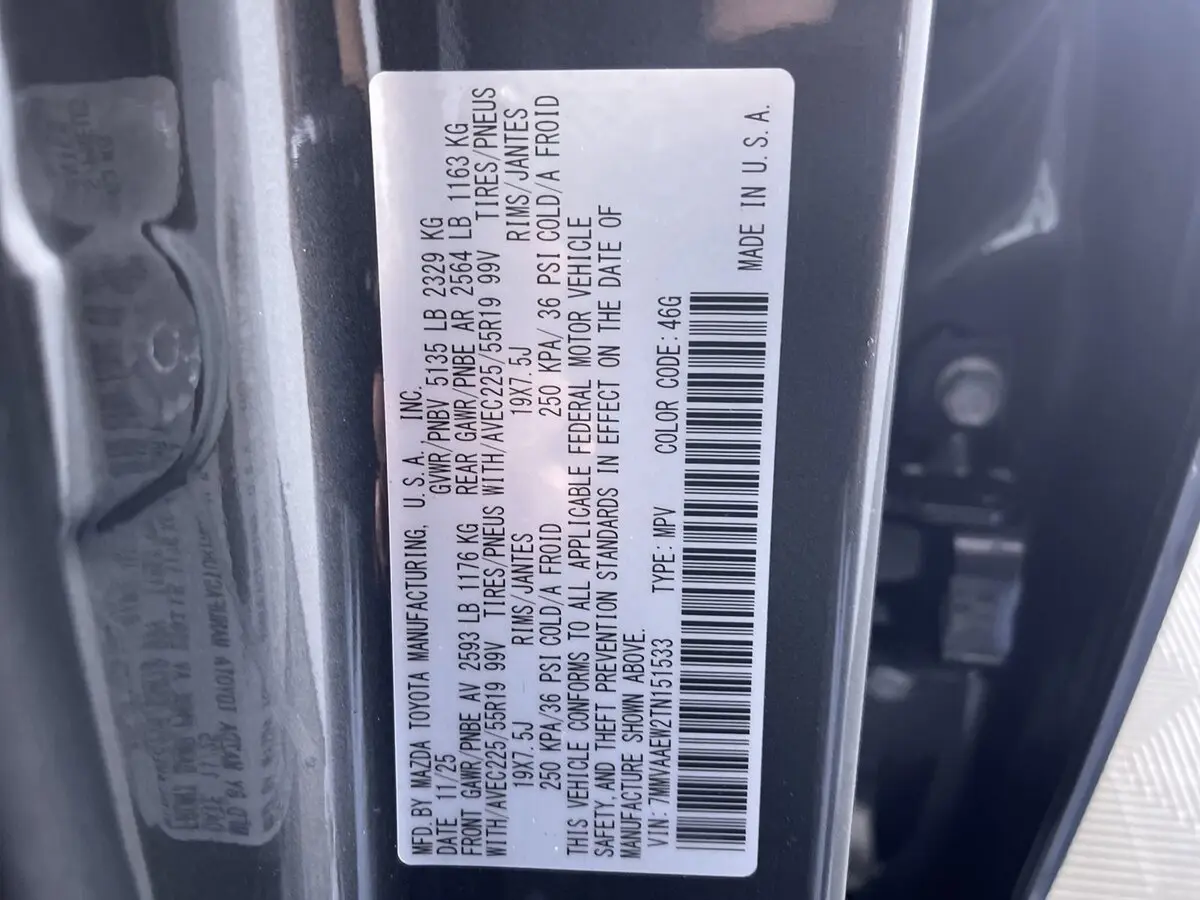 MFD. BY MAZDA TOYOTA MANUFACTURING, U.S.A., INC.
DATE 11/25 GVWR/PNBV 5135 LB 2329 KG
FRONT GAWR/PNBE AV 2593 LB 1176 KG REAR GAWR/PNBE AR 2564 LB 1163 KG
WITH/AVEC225/55R19 99V TIRES/PNEUS WITH/AVEC225/55R19 99V TIRES/PNEUS
19X7.5J RIMS/JANTES 19X7.5J RIMS/JANTES
250 KPA/36 PSI COLD/A FROID 250 KPA/ 36 PSI COLD/A FROID
THIS VEHICLE CONFORMS TO ALL APPLICABLE FEDERAL MOTOR VEHICLE
SAFETY, AND THEFT PREVENTION STANDARDS IN EFFECT ON THE DATE OF
MANUFACTURE SHOWN ABOVE.
VIN: 7MMVAAEW2TN151533 TYPE: MPV COLOR CODE: 46G
MADE IN U.S.A.